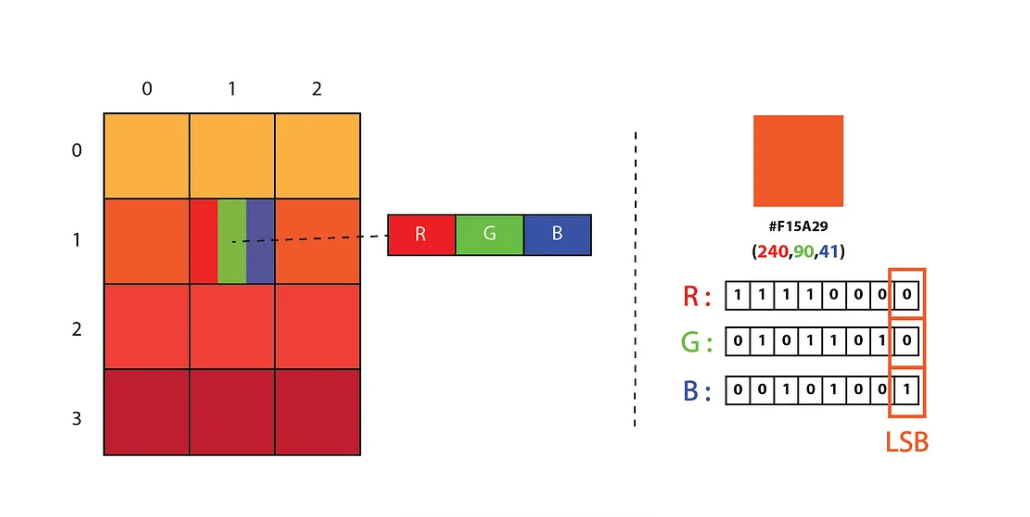 0 1 2
0
1
2
3
R G B
#F15A29
(240,90,41)
R : 1 1 1 1 0 0 0 0
G : 0 1 0 1 1 0 1 0
B : 0 0 1 0 1 0 0 1
LSB